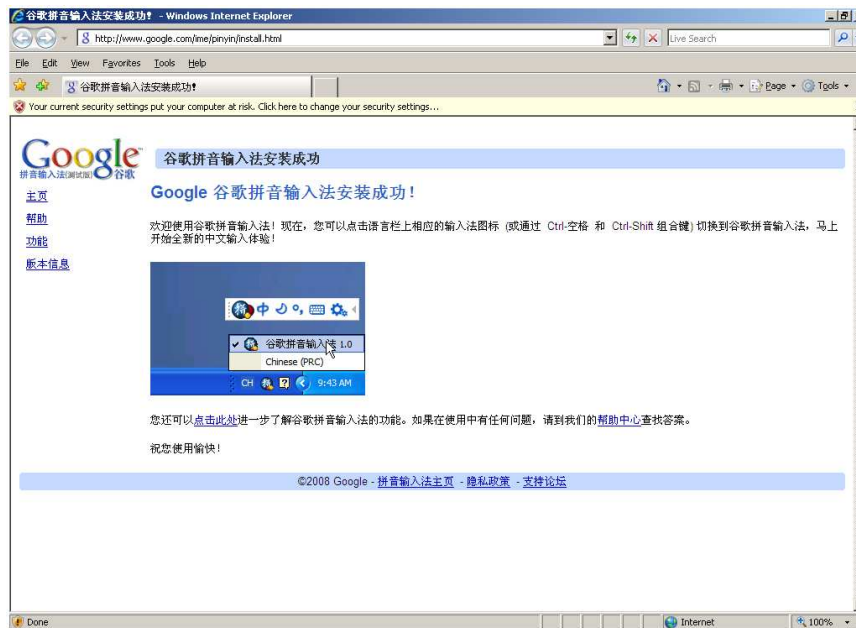 谷歌拼音输入法安装成功! - Windows Internet Explorer
http://www.google.com/ime/pinyin/install.html
Live Search
File Edit View Favorites Tools Help
谷歌拼音输入法安装成功!
Page Tools
Your current security settings put your computer at risk. Click here to change your security settings...
Google
拼音输入法(测试版) 谷歌
谷歌拼音输入法安装成功
主页
帮助
功能
版本信息
Google 谷歌拼音输入法安装成功!
欢迎使用谷歌拼音输入法!现在,您可以点击语言栏上相应的输入法图标 (或通过 Ctrl-空格 和 Ctrl-Shift 组合键) 切换到谷歌拼音输入法,马上
开始全新的中文输入体验!
拼 中
谷歌拼音输入法 1.0
Chinese (PRC)
CH 拼 ? 9:43 AM
您还可以点击此处进一步了解谷歌拼音输入法的功能。如果在使用中有任何问题,请到我们的帮助中心查找答案。
祝您使用愉快!
©2008 Google - 拼音输入法主页 - 隐私政策 - 支持论坛
Done
Internet
100%